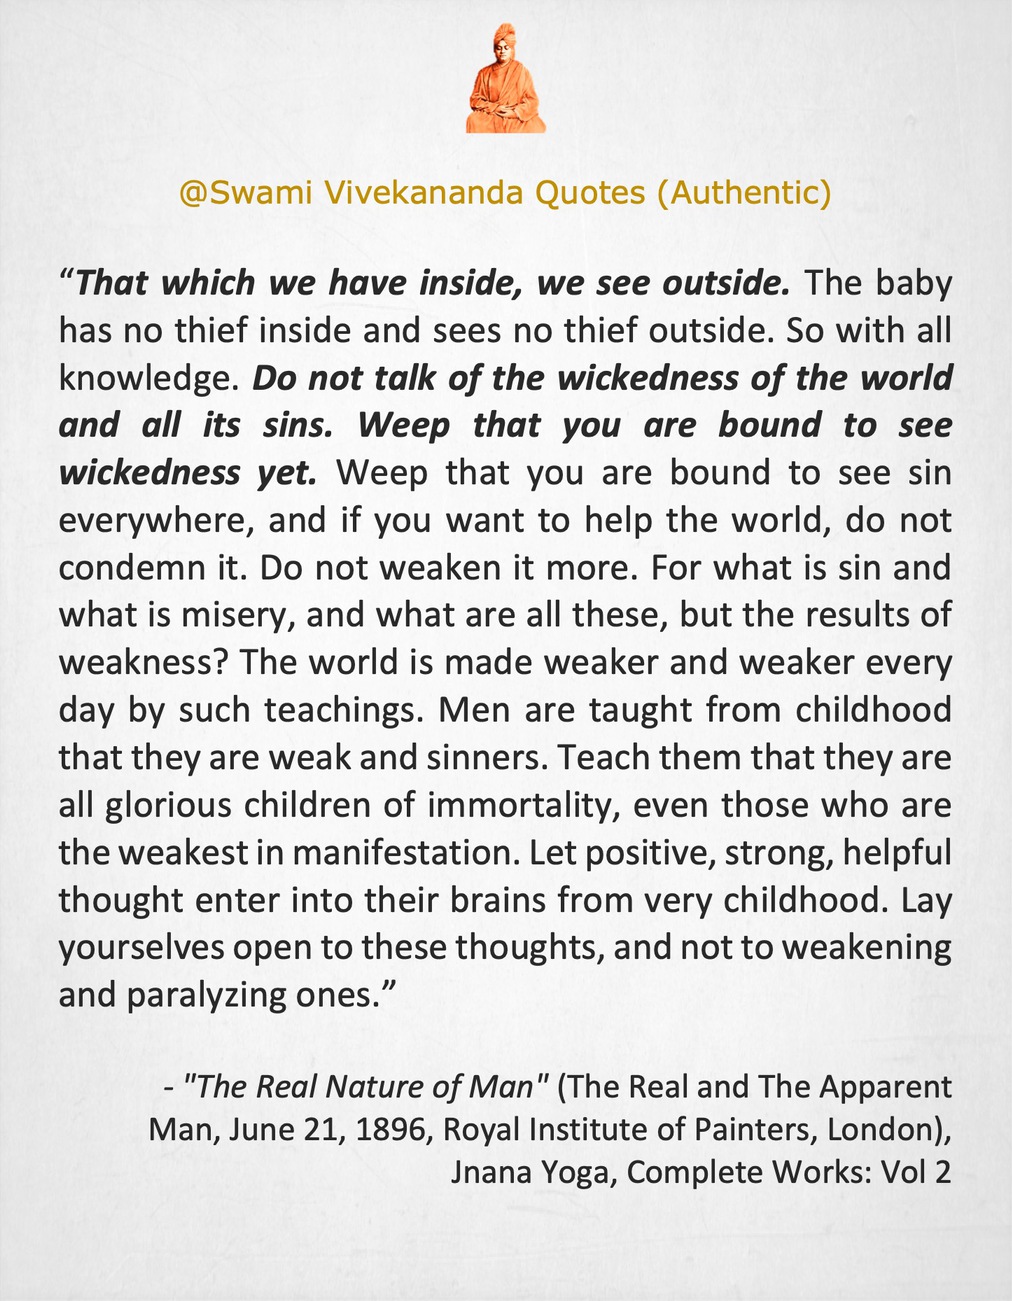 @Swami Vivekananda Quotes (Authentic)
“That which we have inside, we see outside. The baby
has no thief inside and sees no thief outside. So with all
knowledge. Do not talk of the wickedness of the world
and all its sins. Weep that you are bound to see
wickedness yet. Weep that you are bound to see sin
everywhere, and if you want to help the world, do not
condemn it. Do not weaken it more. For what is sin and
what is misery, and what are all these, but the results of
weakness? The world is made weaker and weaker every
day by such teachings. Men are taught from childhood
that they are weak and sinners. Teach them that they are
all glorious children of immortality, even those who are
the weakest in manifestation. Let positive, strong, helpful
thought enter into their brains from very childhood. Lay
yourselves open to these thoughts, and not to weakening
and paralyzing ones.”
- "The Real Nature of Man" (The Real and The Apparent
Man, June 21, 1896, Royal Institute of Painters, London),
Jnana Yoga, Complete Works: Vol 2